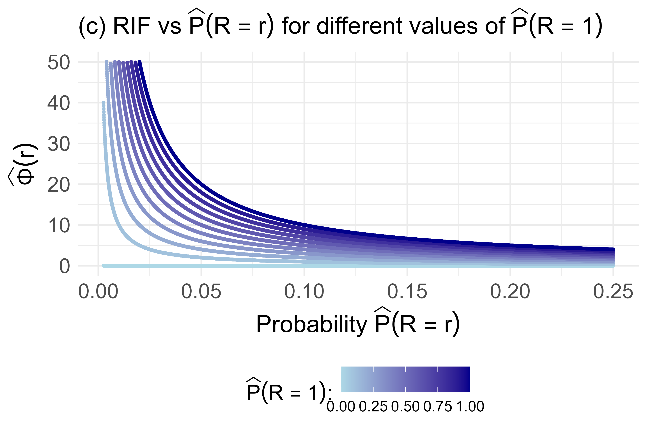 (c) RIF vs P̂(R = r) for different values of P̂(R = 1)
50
40
30
20
10
0
Φ̂(r)
0.00 0.05 0.10 0.15 0.20 0.25
Probability P̂(R = r)
P̂(R = 1):
0.00 0.25 0.50 0.75 1.00